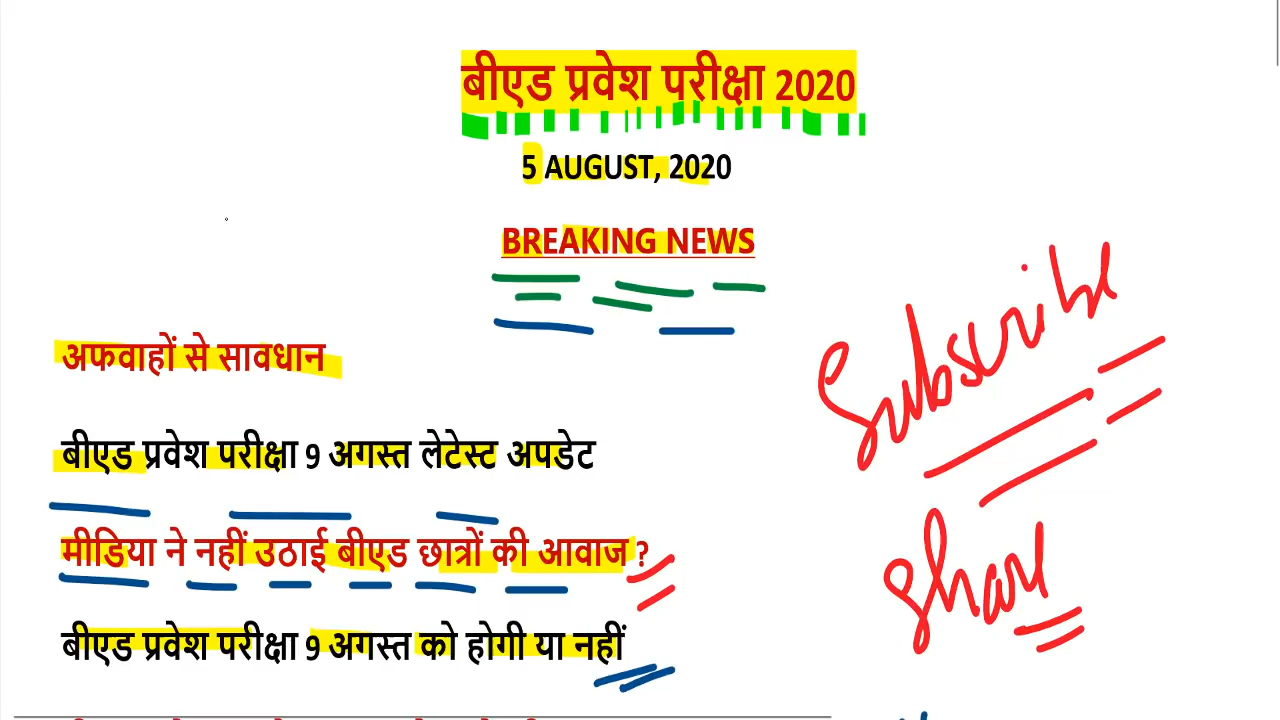 बीएड प्रवेश परीक्षा 2020
5 AUGUST, 2020
BREAKING NEWS
अफवाहों से सावधान
बीएड प्रवेश परीक्षा 9 अगस्त लेटेस्ट अपडेट
मीडिया ने नहीं उठाई बीएड छात्रों की आवाज ?
बीएड प्रवेश परीक्षा 9 अगस्त को होगी या नहीं
Subscribe
Share